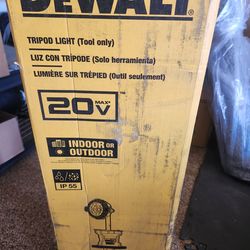 DEWALT
TRIPOD LIGHT (Tool only)
LUZ CON TRÍPODE (Solo herramienta)
LUMIÈRE SUR TRÉPIED (Outil seulement)
20V MAX*
INDOOR OR
OUTDOOR
IP 55